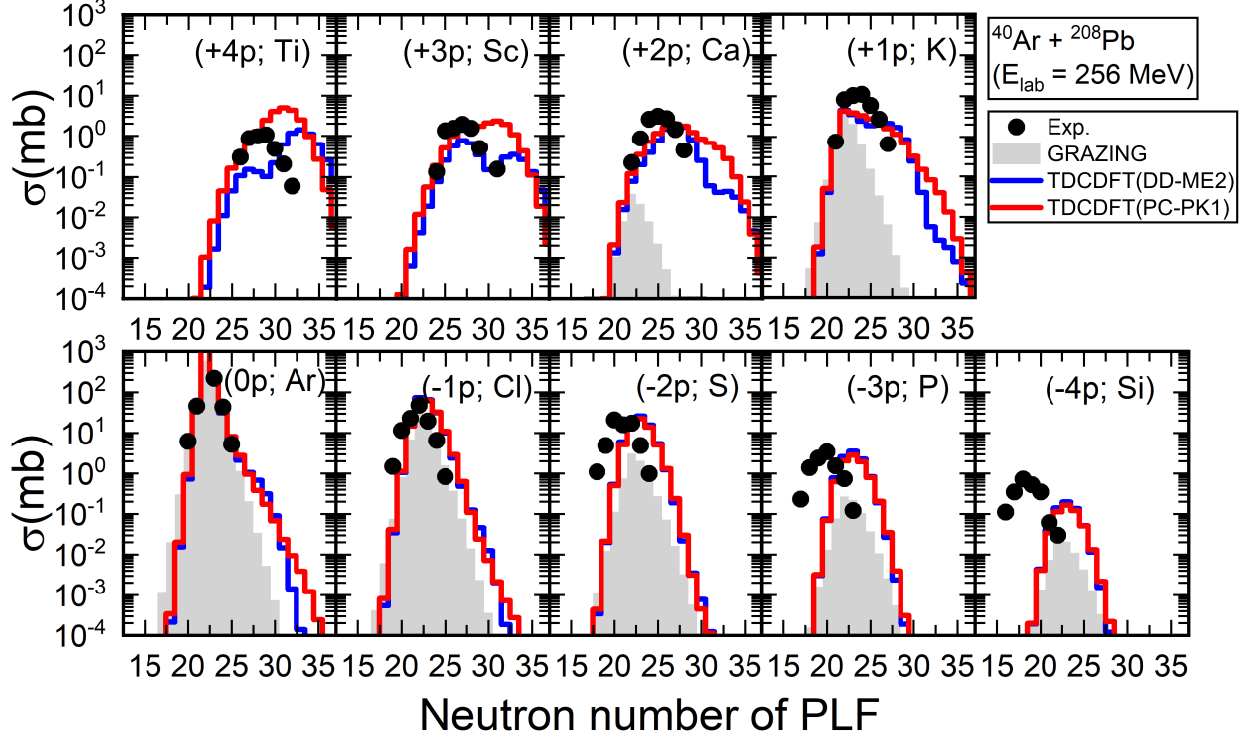 10³
10²
10¹
10⁰
10⁻¹
10⁻²
10⁻³
10⁻⁴
σ(mb)
(+4p; Ti)
(+3p; Sc)
(+2p; Ca)
(+1p; K)
⁴⁰Ar + ²⁰⁸Pb
(E_lab = 256 MeV)
Exp.
GRAZING
TDCDFT(DD-ME2)
TDCDFT(PC-PK1)
15 20 25 30 35 15 20 25 30 35 15 20 25 30 35 15 20 25 30 35
10³
10²
10¹
10⁰
10⁻¹
10⁻²
10⁻³
10⁻⁴
σ(mb)
(0p; Ar)
(-1p; Cl)
(-2p; S)
(-3p; P)
(-4p; Si)
15 20 25 30 35 15 20 25 30 35 15 20 25 30 35 15 20 25 30 35 15 20 25 30 35
Neutron number of PLF